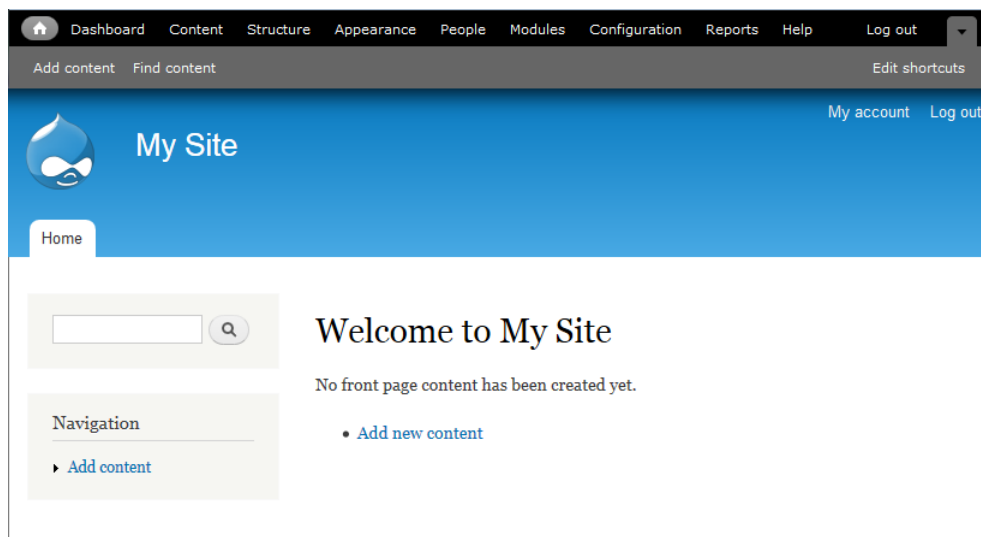 Dashboard Content Structure Appearance People Modules Configuration Reports Help Log out
Add content Find content Edit shortcuts
My account Log out
My Site
Home
Welcome to My Site
No front page content has been created yet.
Navigation
Add new content
Add content